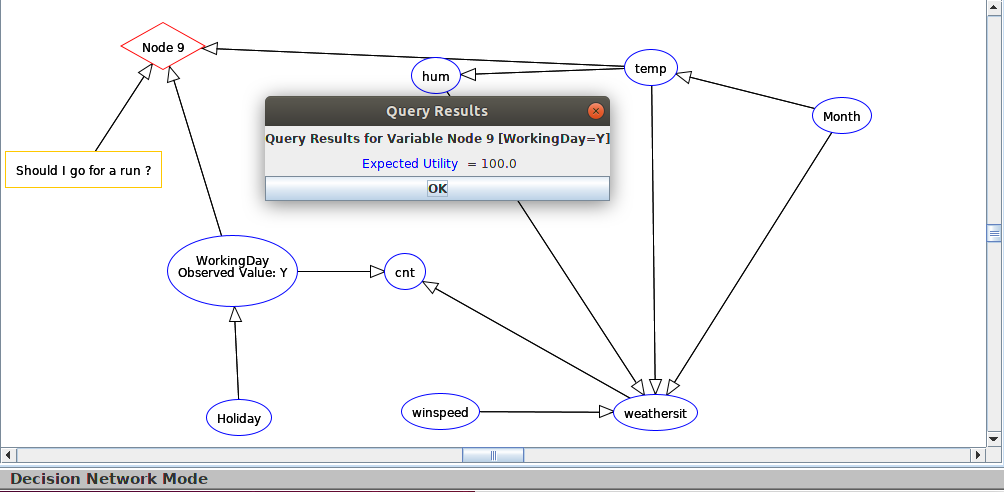 Node 9
hum
temp
Month
Query Results
Query Results for Variable Node 9 [WorkingDay=Y]
Expected Utility = 100.0
OK
Should I go for a run ?
WorkingDay
Observed Value: Y
cnt
Holiday
winspeed
weathersit
Decision Network Mode